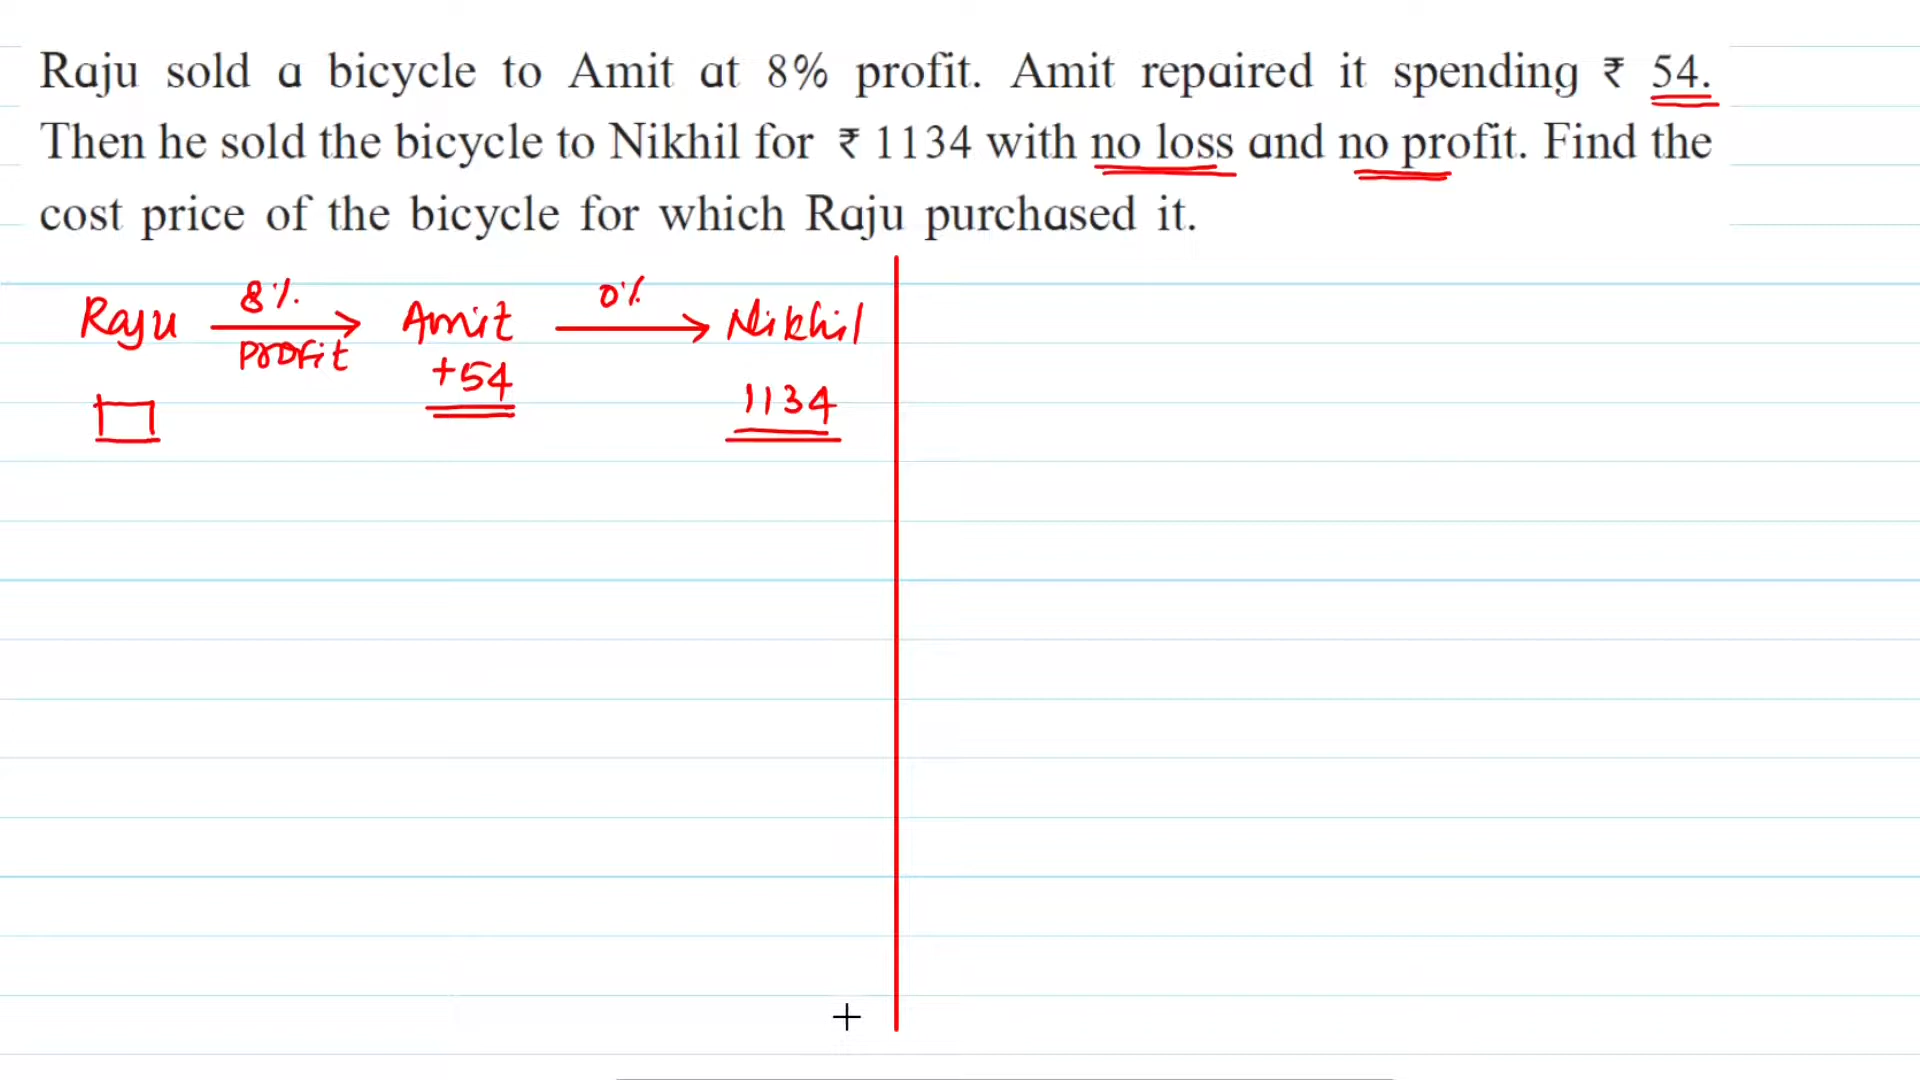 Raju sold a bicycle to Amit at 8% profit. Amit repaired it spending ₹ 54.
Then he sold the bicycle to Nikhil for ₹ 1134 with no loss and no profit. Find the
cost price of the bicycle for which Raju purchased it.
8% 0%
Raju Amit Nikhil
profit +54
1134